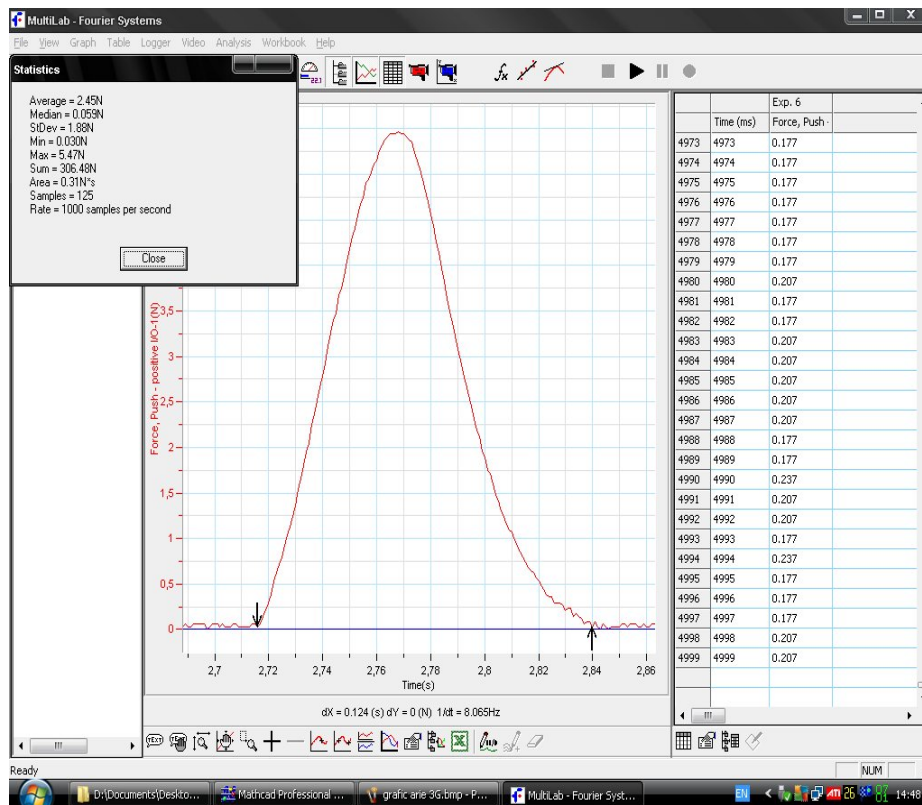 MultiLab - Fourier Systems
File View Graph Table Logger Video Analysis Workbook Help
Statistics
Average = 2.45N
Median = 0.059N
StDev = 1.88N
Min = 0.030N
Max = 5.47N
Sum = 306.48N
Area = 0.31N*s
Samples = 125
Rate = 1000 samples per second
Close
Force, Push - positive I/O-1(N)
3,5
3
2,5
2
1,5
1
0,5
0
2,7 2,72 2,74 2,76 2,78 2,8 2,82 2,84 2,86
Time(s)
dX = 0.124 (s) dY = 0 (N) 1/dt = 8.065Hz
Exp. 6
Time (ms) Force, Push -
4973 4973 0.177
4974 4974 0.177
4975 4975 0.177
4976 4976 0.177
4977 4977 0.177
4978 4978 0.177
4979 4979 0.177
4980 4980 0.207
4981 4981 0.177
4982 4982 0.177
4983 4983 0.207
4984 4984 0.207
4985 4985 0.207
4986 4986 0.207
4987 4987 0.207
4988 4988 0.177
4989 4989 0.177
4990 4990 0.237
4991 4991 0.207
4992 4992 0.207
4993 4993 0.177
4994 4994 0.237
4995 4995 0.177
4996 4996 0.177
4997 4997 0.177
4998 4998 0.207
4999 4999 0.207
TEXT
Ready
NUM
D:\Documents\Deskto... Mathcad Professional ... grafic arie 3G.bmp - P... MultiLab - Fourier Syst... EN 26 14:48